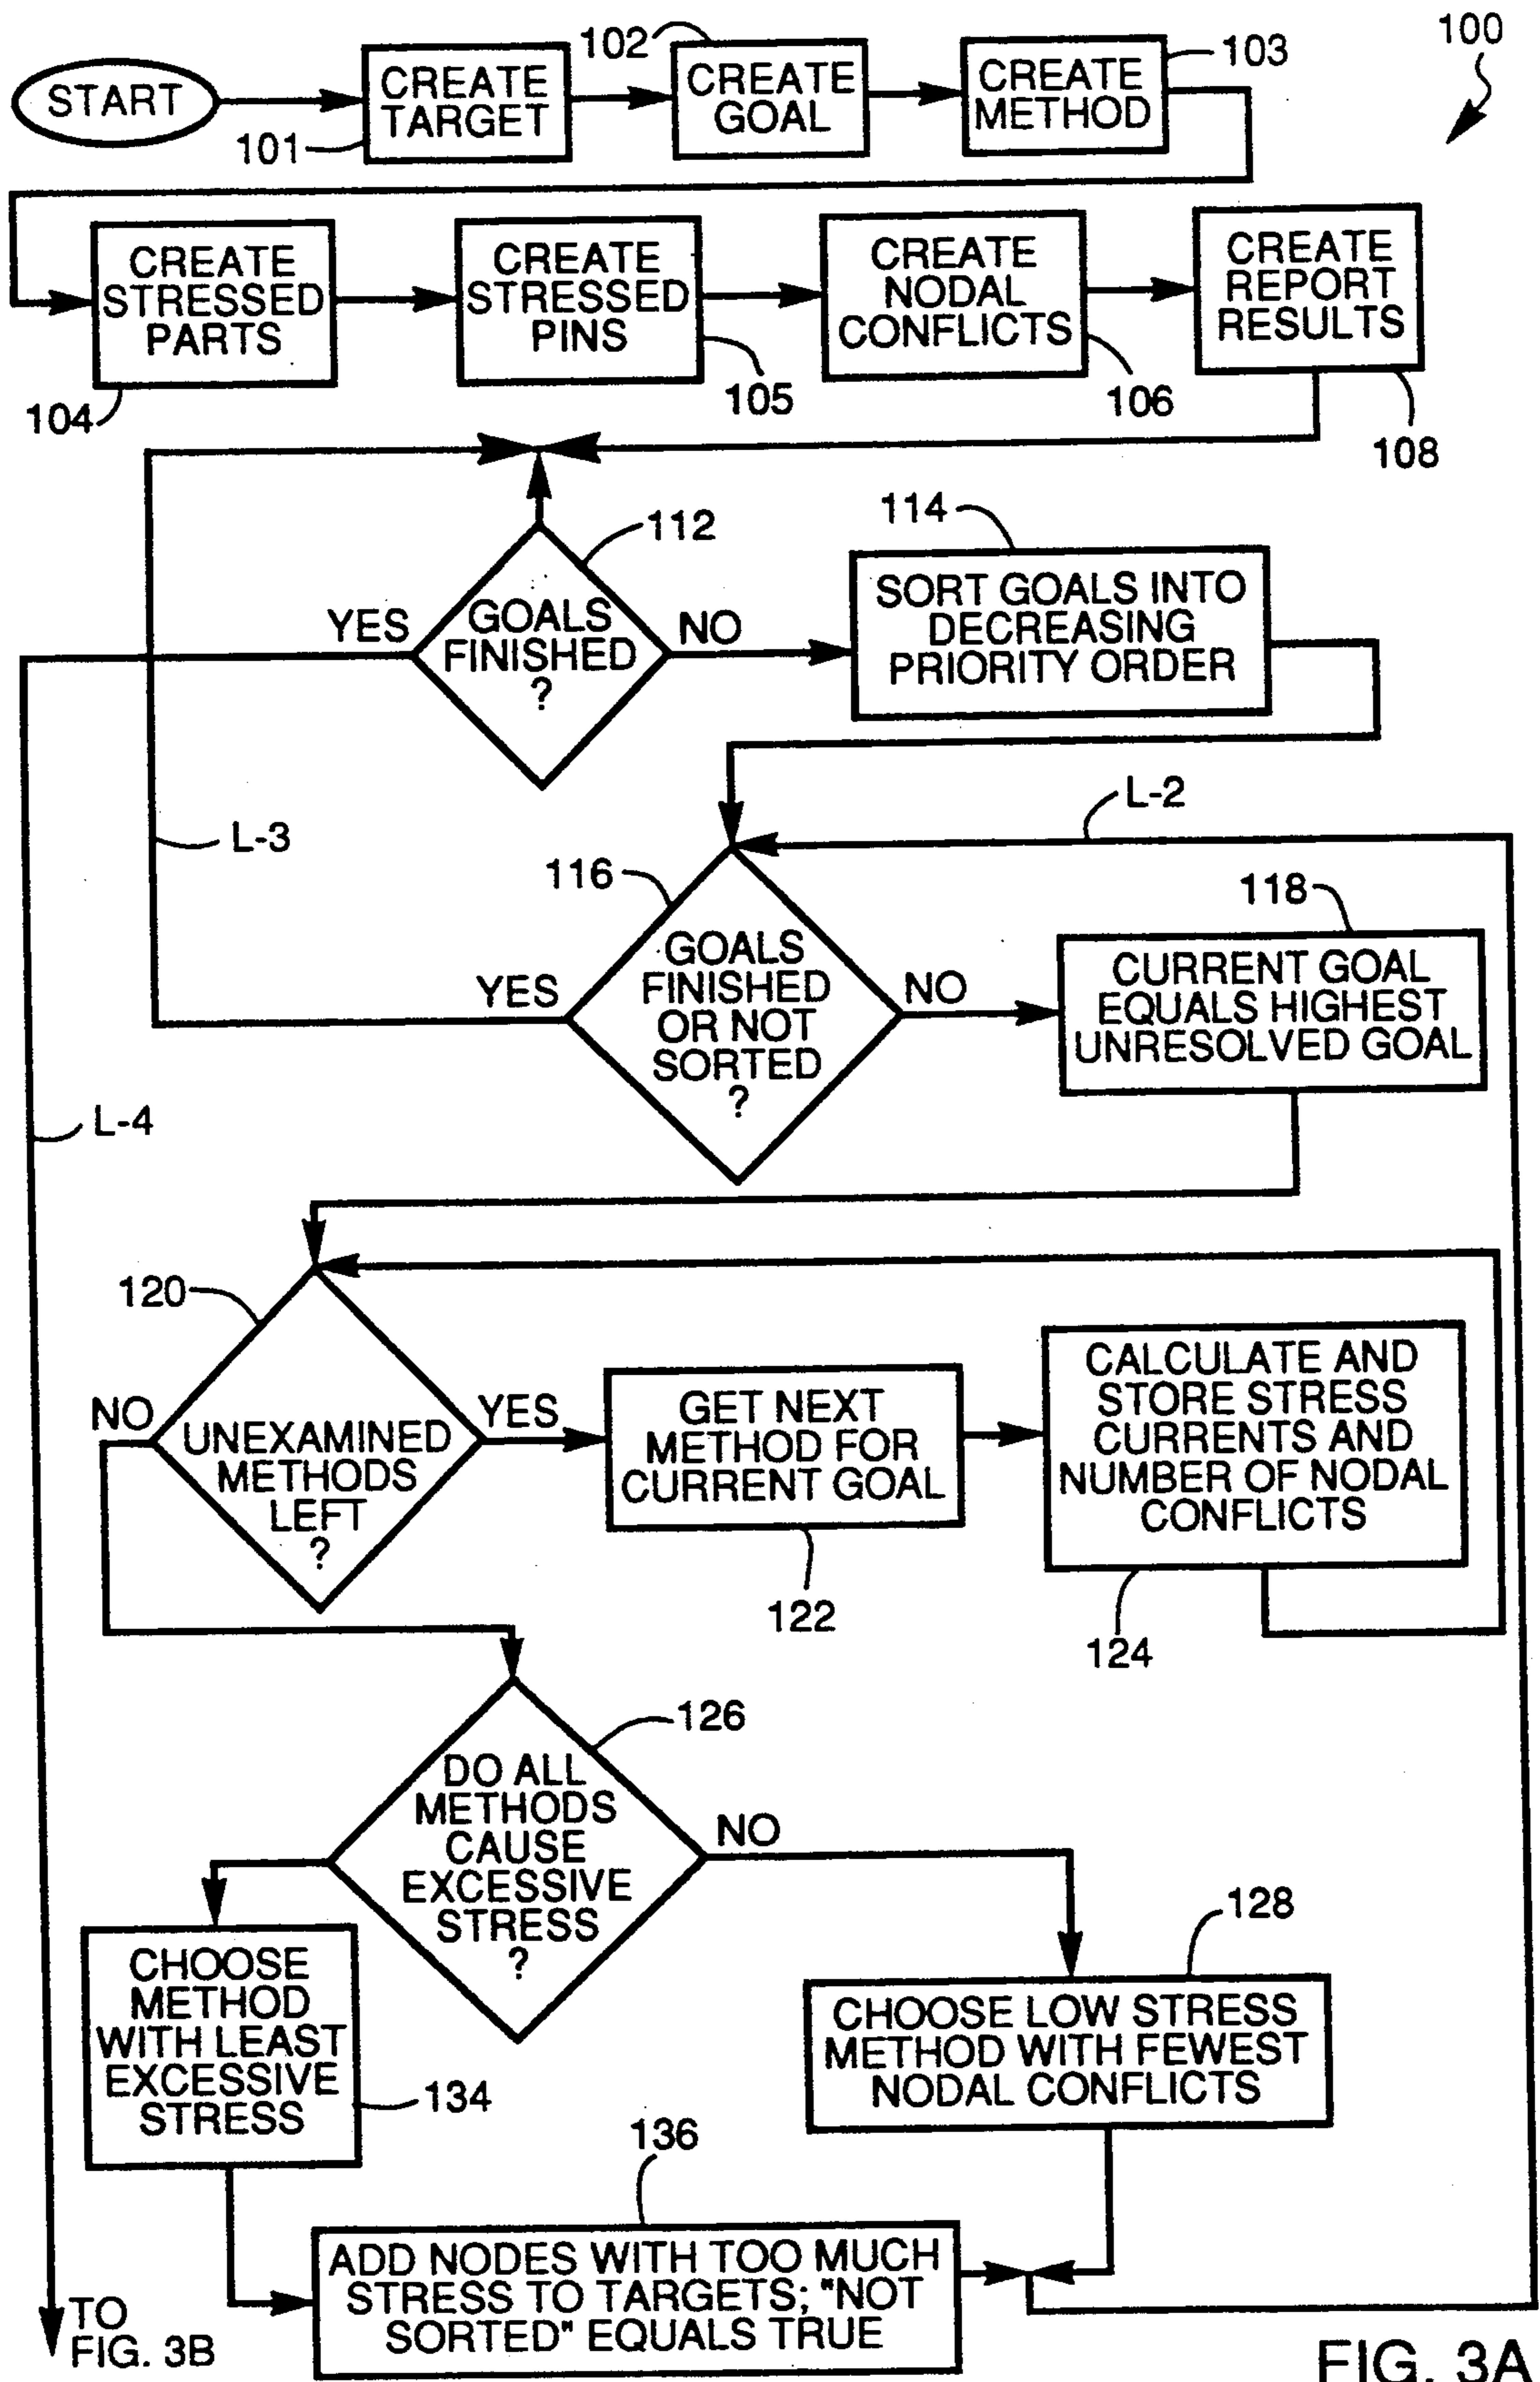 100
START
CREATE
TARGET
101
102
CREATE
GOAL
CREATE
METHOD
103
CREATE
STRESSED
PARTS
104
CREATE
STRESSED
PINS
105
CREATE
NODAL
CONFLICTS
106
CREATE
REPORT
RESULTS
108
112
GOALS
FINISHED
?
YES
NO
114
SORT GOALS INTO
DECREASING
PRIORITY ORDER
L-2
L-3
116
GOALS
FINISHED
OR NOT
SORTED
?
YES
NO
118
CURRENT GOAL
EQUALS HIGHEST
UNRESOLVED GOAL
L-4
120
UNEXAMINED
METHODS
LEFT
?
NO
YES
GET NEXT
METHOD FOR
CURRENT GOAL
122
CALCULATE AND
STORE STRESS
CURRENTS AND
NUMBER OF NODAL
CONFLICTS
124
126
DO ALL
METHODS
CAUSE
EXCESSIVE
STRESS
?
NO
128
CHOOSE
METHOD
WITH LEAST
EXCESSIVE
STRESS
134
CHOOSE LOW STRESS
METHOD WITH FEWEST
NODAL CONFLICTS
136
ADD NODES WITH TOO MUCH
STRESS TO TARGETS; "NOT
SORTED" EQUALS TRUE
TO
FIG. 3B
FIG. 3A